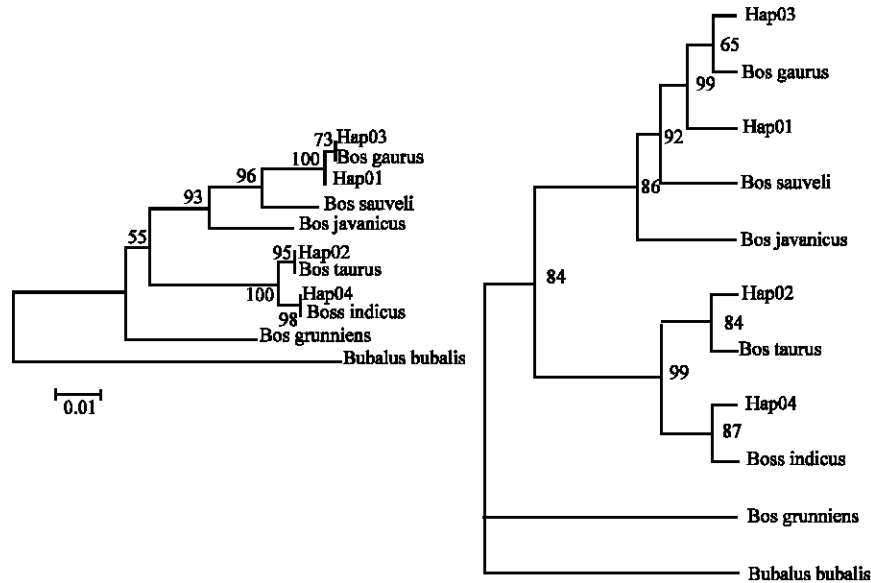 73 Hap03
Bos gaurus
100
Hap01
96
Bos sauveli
93
Bos javanicus
55
95 Hap02
Bos taurus
100
Hap04
98 Boss indicus
Bos grunniens
Bubalus bubalis
0.01
Hap03
65
Bos gaurus
99
Hap01
92
Bos sauveli
86
Bos javanicus
84
Hap02
84
Bos taurus
99
Hap04
87
Boss indicus
Bos grunniens
Bubalus bubalis